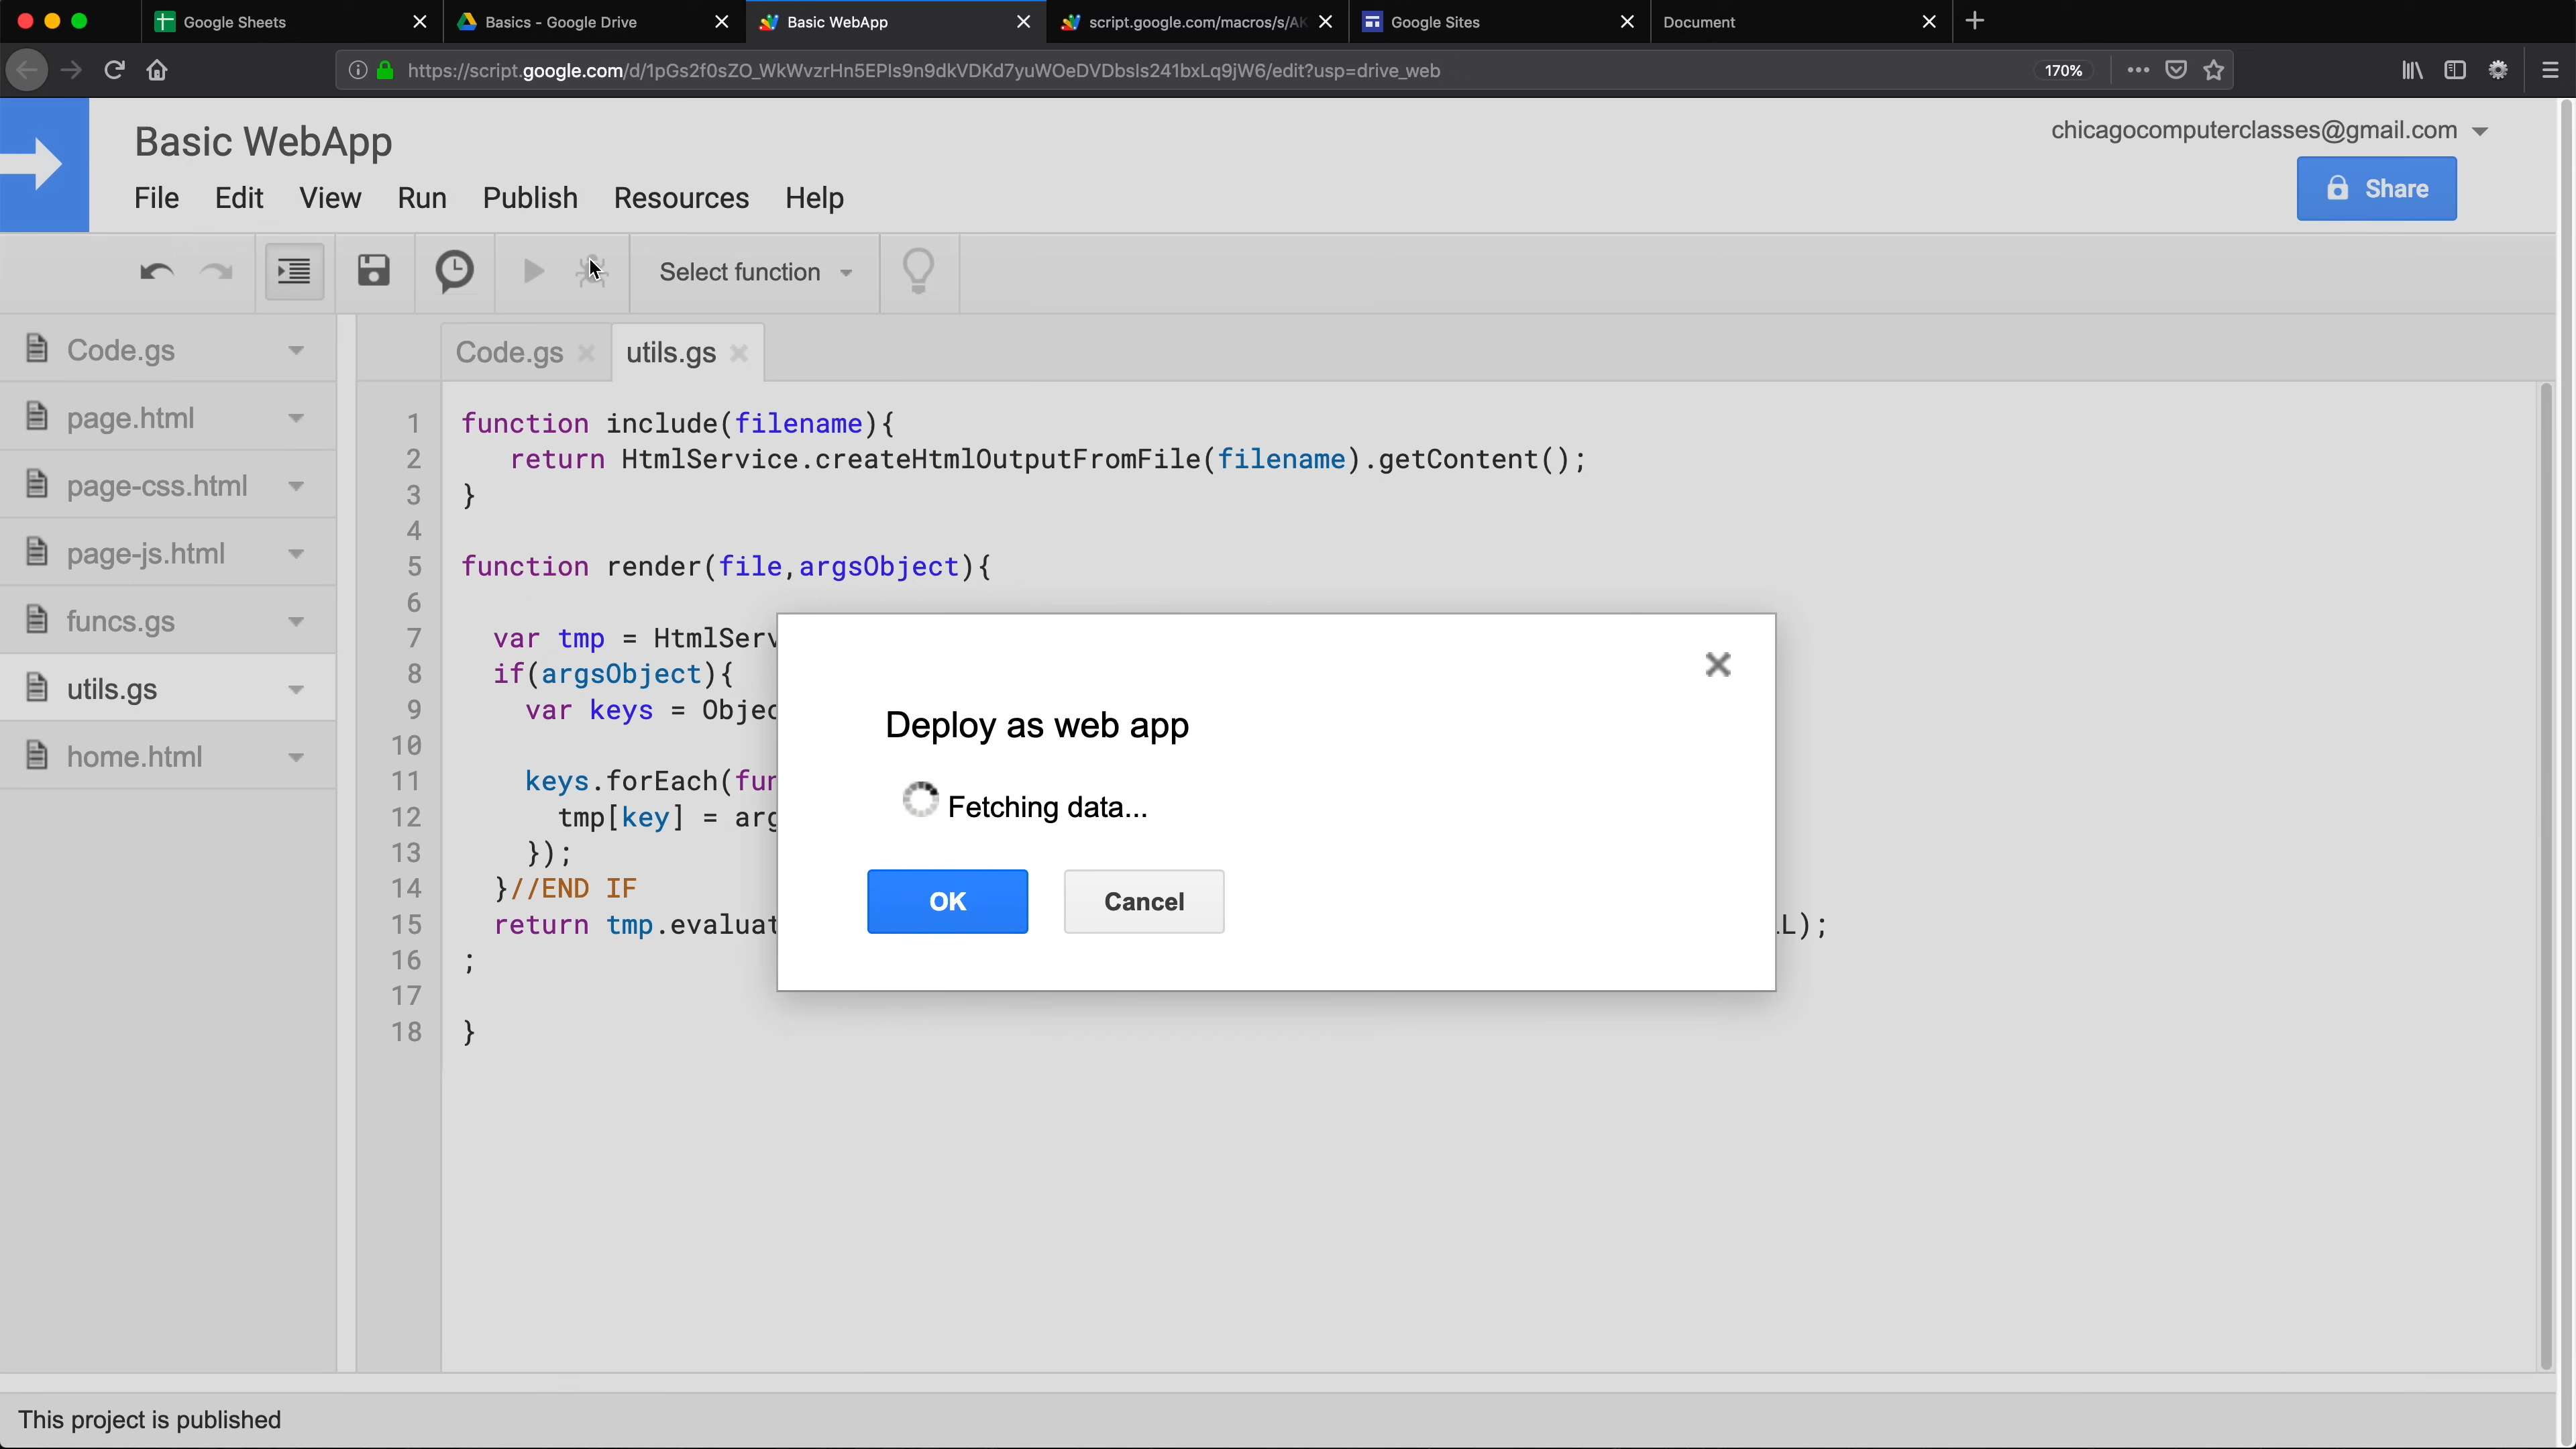 Google Sheets
Basics - Google Drive
Basic WebApp
script.google.com/macros/s/AK
Google Sites
Document
https://script.google.com/d/1pGs2f0sZO_WkWvzrHn5EPIs9n9dkVDKd7yuWOeDVDbsIs241bxLq9jW6/edit?usp=drive_web
170%
Basic WebApp
chicagocomputerclasses@gmail.com
File Edit View Run Publish Resources Help
Share
Select function
Code.gs
page.html
page-css.html
page-js.html
funcs.gs
utils.gs
home.html
Code.gs
utils.gs
1 function include(filename){
2 return HtmlService.createHtmlOutputFromFile(filename).getContent();
3 }
4
5 function render(file,argsObject){
6
7 var tmp = HtmlServ
8 if(argsObject){
9 var keys = Objec
10
11 keys.forEach(fun
12 tmp[key] = arg
13 });
14 }//END IF
15 return tmp.evaluat L);
16 ;
17
18 }
Deploy as web app
Fetching data...
OK
Cancel
This project is published